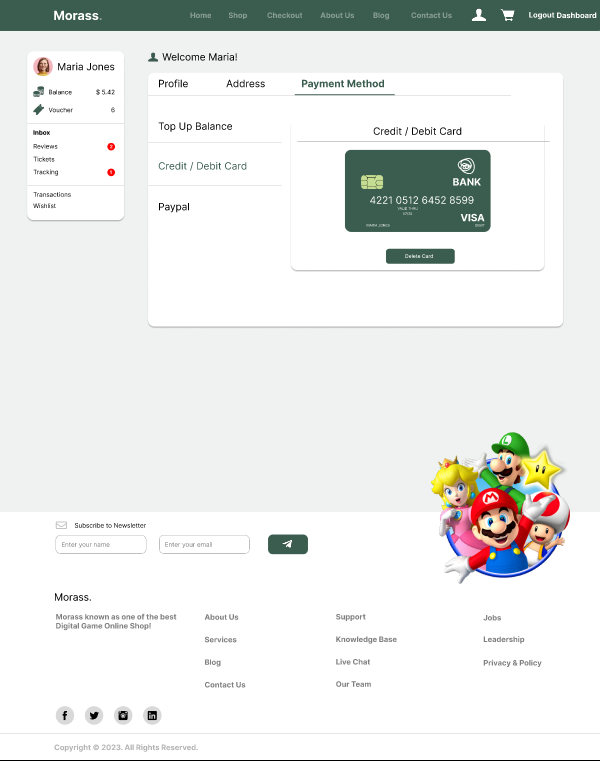 Morass.
Home Shop Checkout About Us Blog Contact Us Logout Dashboard
Maria Jones
Balance $ 5.42
Voucher 6
Inbox
Reviews 2
Tickets
Tracking 1
Transactions
Wishlist
Welcome Maria!
Profile Address Payment Method
Top Up Balance
Credit / Debit Card
Paypal
Credit / Debit Card
BANK
4221 0512 6452 8599
VALID THRU
MARIA JONES
VISA
DEBIT
Delete Card
Subscribe to Newsletter
Enter your name
Enter your email
Morass.
Morass known as one of the best
Digital Game Online Shop!
About Us
Services
Blog
Contact Us
Support
Knowledge Base
Live Chat
Our Team
Jobs
Leadership
Privacy & Policy
Copyright © 2023. All Rights Reserved.